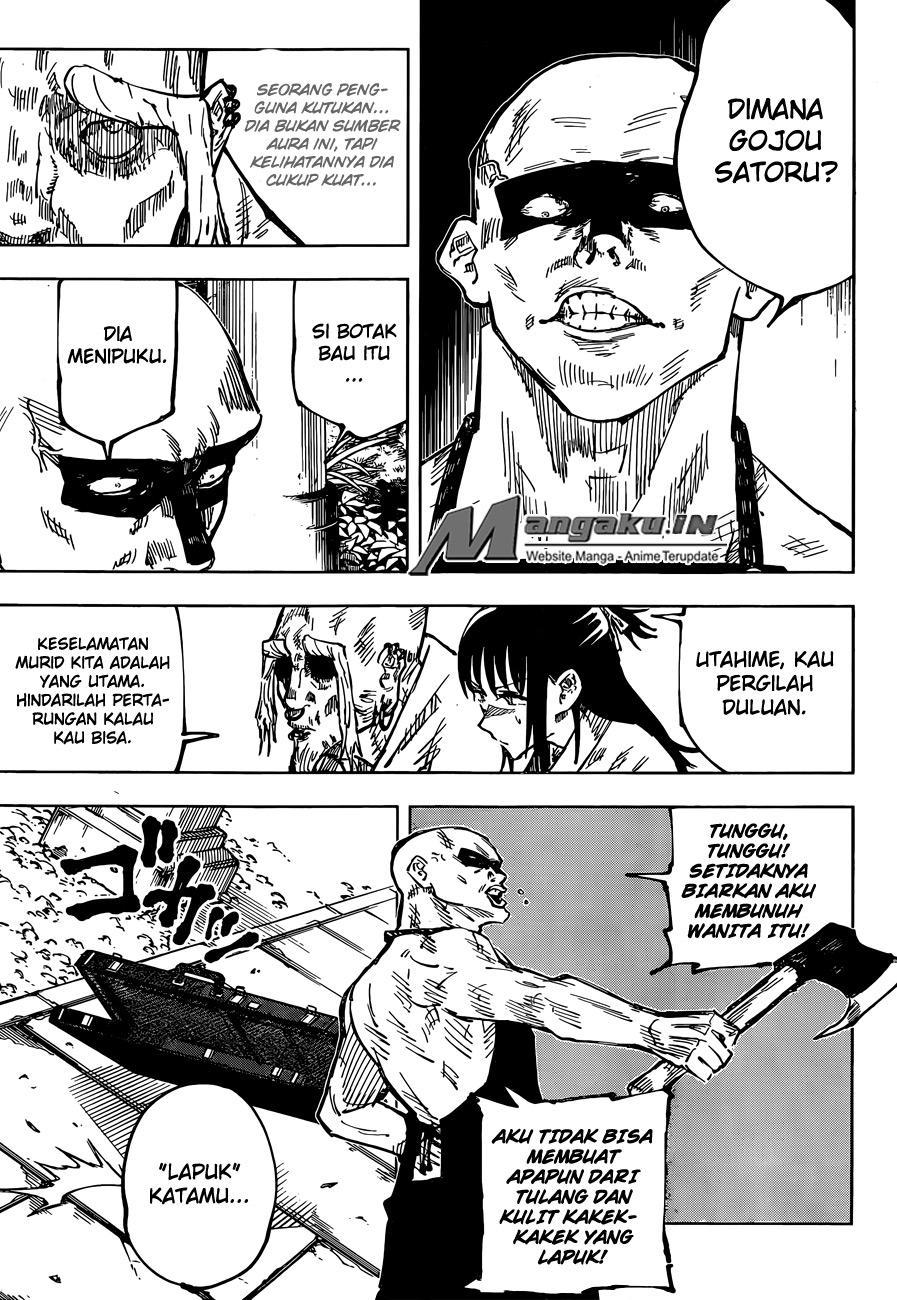 DIMANA
GOJOU
SATORU?
SEORANG PENG-
GUNA KUTUKAN...
DIA BUKAN SUMBER
AURA INI, TAPI
KELIHATANNYA DIA
CUKUP KUAT...
SI BOTAK
BAU ITU
...
DIA
MENIPUKU.
Mangaku.iN
Website Manga - Anime Terupdate
UTAHIME, KAU
PERGILAH
DULUAN.
KESELAMATAN
MURID KITA ADALAH
YANG UTAMA.
HINDARILAH PERTA-
RUNGAN KALAU
KAU BISA.
TUNGGU,
TUNGGU!
SETIDAKNYA
BIARKAN AKU
MEMBUNUH
WANITA ITU!
ゴカッ
AKU TIDAK BISA
MEMBUAT
APAPUN DARI
TULANG DAN
KULIT KAKEK-
KAKEK YANG
LAPUK!
"LAPUK"
KATAMU...